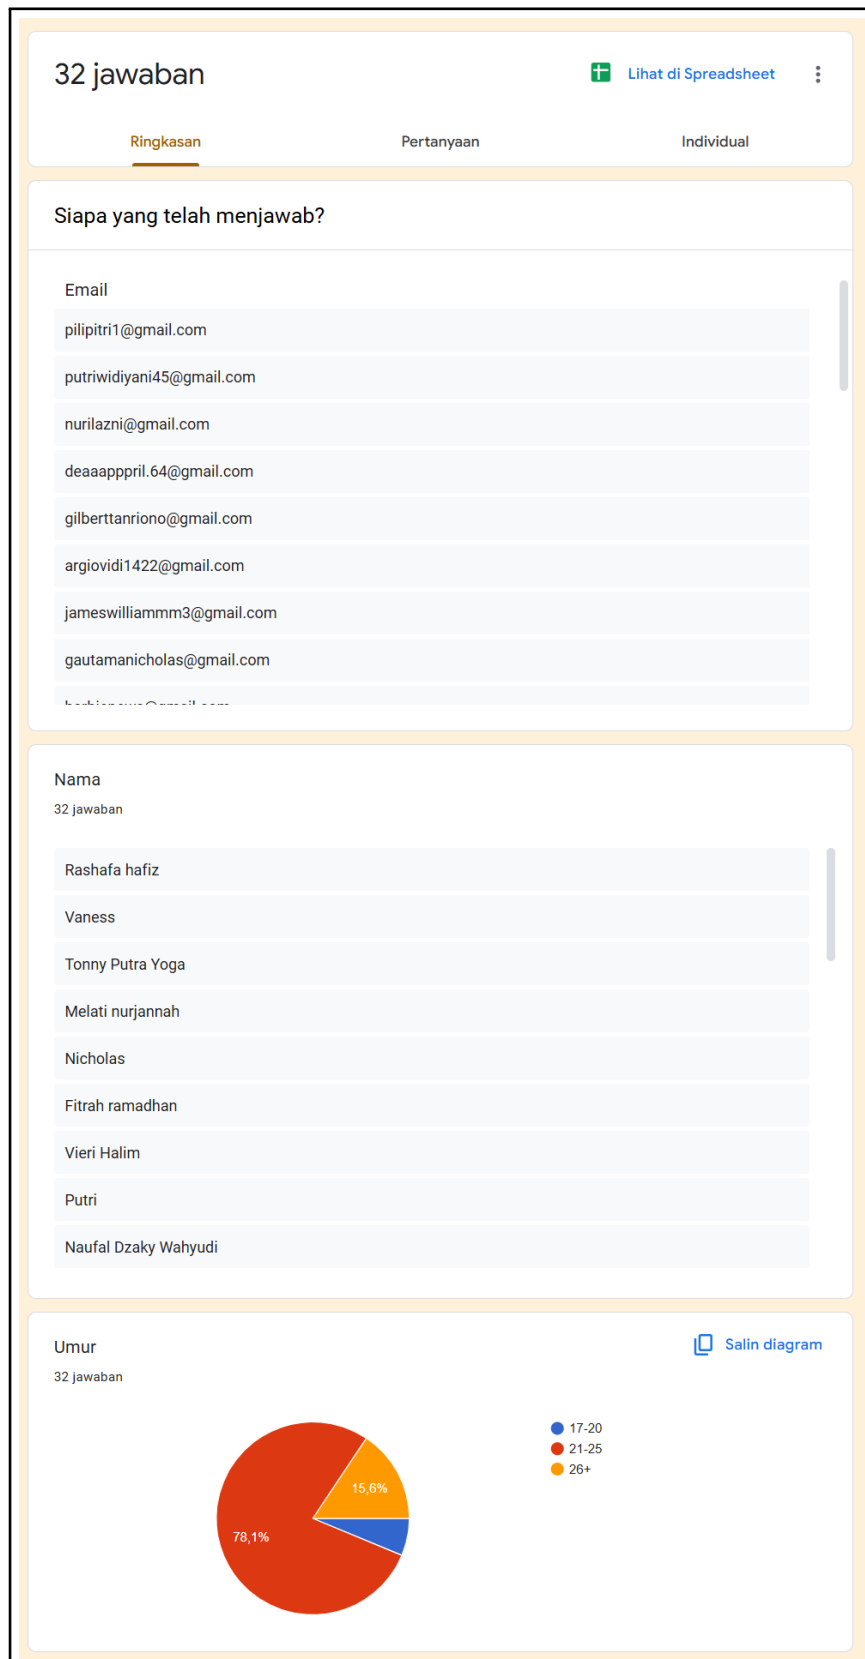 32 jawaban
Lihat di Spreadsheet
Ringkasan
Pertanyaan
Individual
Siapa yang telah menjawab?
Email
pilipitri1@gmail.com
putriwidiyani45@gmail.com
nurilazni@gmail.com
deaaapppril.64@gmail.com
gilberttanriono@gmail.com
argiovidi1422@gmail.com
jameswilliammm3@gmail.com
gautamanicholas@gmail.com
Nama
32 jawaban
Rashafa hafiz
Vaness
Tonny Putra Yoga
Melati nurjannah
Nicholas
Fitrah ramadhan
Vieri Halim
Putri
Naufal Dzaky Wahyudi
Umur
Salin diagram
32 jawaban
17-20
21-25
26+
15,6%
78,1%